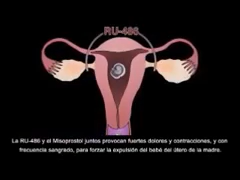 RU-486
La RU-486 y el Misoprostol juntos provocan fuertes dolores y contracciones, y con
frecuencia sangrado, para forzar la expulsión del bebé del útero de la madre.